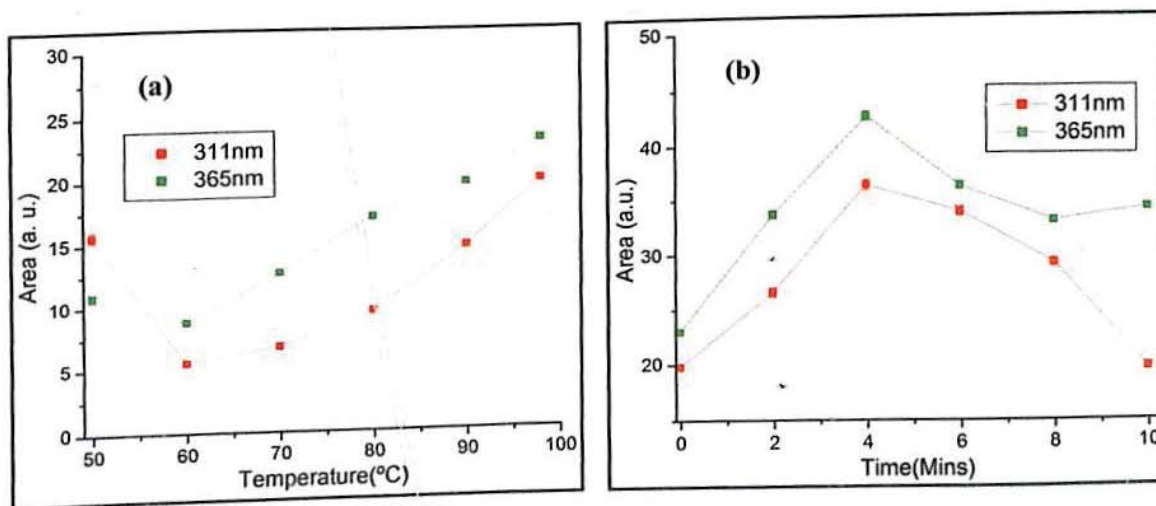 (a)
311nm
365nm
30
25
20
15
10
5
0
50 60 70 80 90 100
Area (a. u.)
Temperature(°C)
(b)
311nm
365nm
50
40
30
20
0 2 4 6 8 10
Area (a.u.)
Time(Mins)